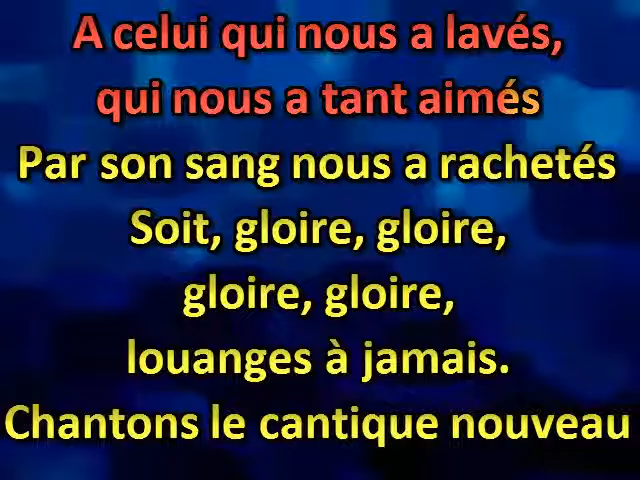 A celui qui nous a lavés,
qui nous a tant aimés
Par son sang nous a rachetés
Soit, gloire, gloire,
gloire, gloire,
louanges à jamais.
Chantons le cantique nouveau